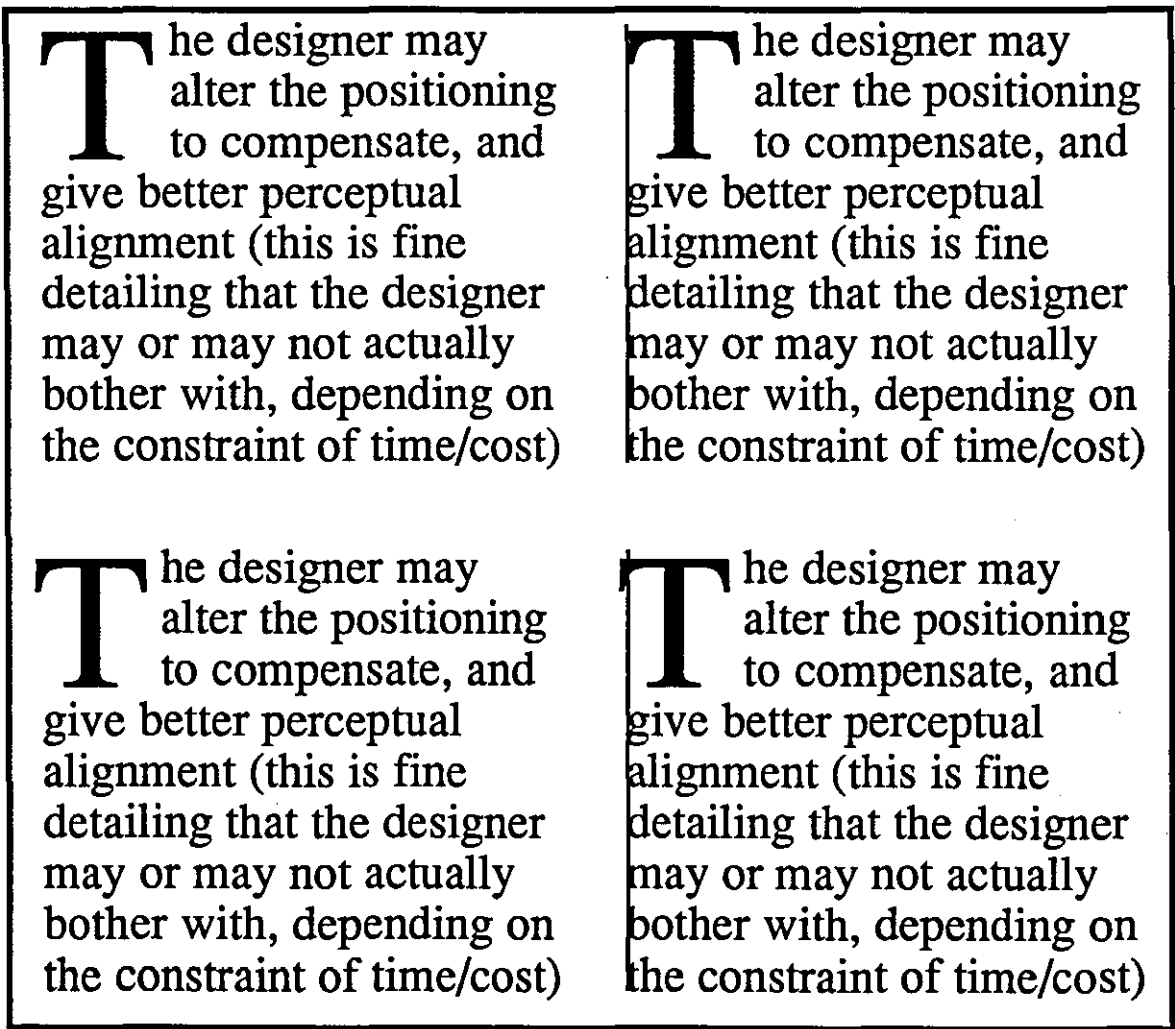 The designer may
alter the positioning
to compensate, and
give better perceptual
alignment (this is fine
detailing that the designer
may or may not actually
bother with, depending on
the constraint of time/cost)
The designer may
alter the positioning
to compensate, and
give better perceptual
alignment (this is fine
detailing that the designer
may or may not actually
bother with, depending on
the constraint of time/cost)
The designer may
alter the positioning
to compensate, and
give better perceptual
alignment (this is fine
detailing that the designer
may or may not actually
bother with, depending on
the constraint of time/cost)
The designer may
alter the positioning
to compensate, and
give better perceptual
alignment (this is fine
detailing that the designer
may or may not actually
bother with, depending on
the constraint of time/cost)